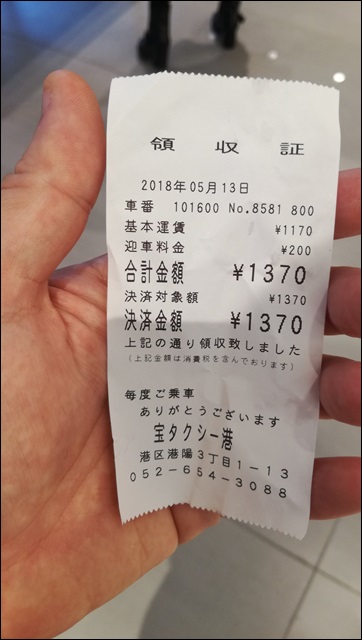 領収証
2018年05月13日
車番 101600 No.8581 800
基本運賃 ¥1170
迎車料金 ¥200
合計金額 ¥1370
決済対象額 ¥1370
決済金額 ¥1370
上記の通り領収致しました
(上記金額は消費税を含んでおります)
毎度ご乗車
ありがとうございます
宝タクシー港
港区港陽3丁目1-13
052-654-3088